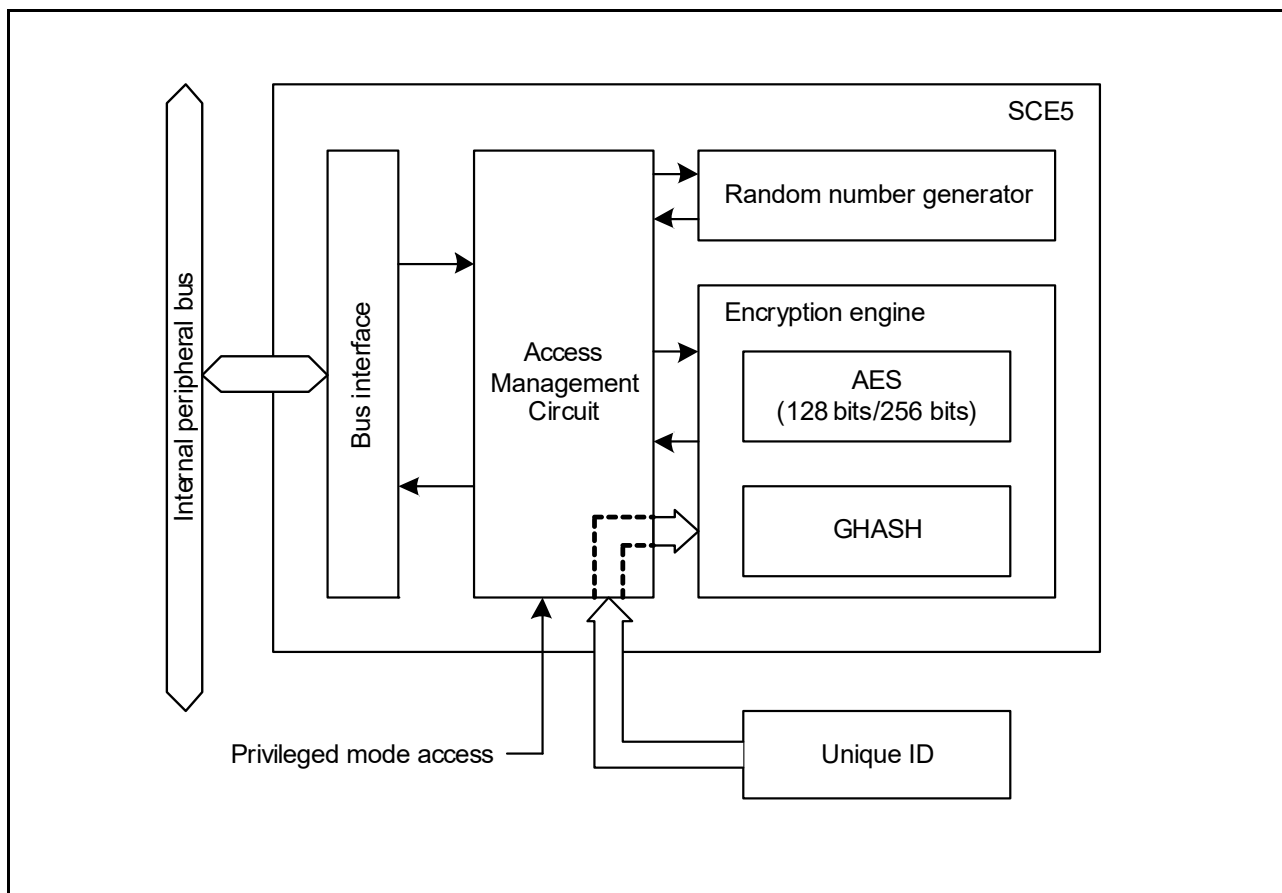 SCE5
Internal peripheral bus
Bus interface
Access
Management
Circuit
Random number generator
Encryption engine
AES
(128 bits/256 bits)
GHASH
Privileged mode access
Unique ID